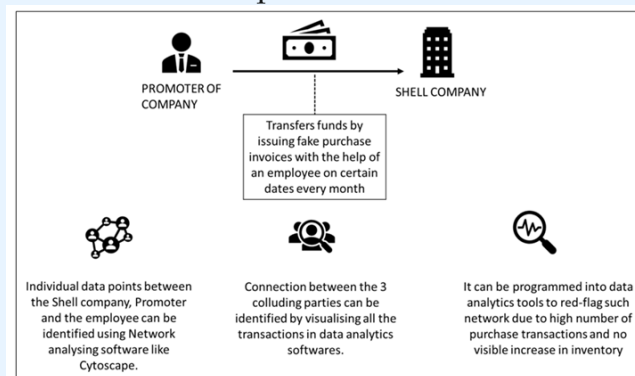 PROMOTER OF
COMPANY
SHELL COMPANY
Transfers funds by
issuing fake purchase
invoices with the help of
an employee on certain
dates every month
Individual data points between
the Shell company, Promoter
and the employee can be
identified using Network
analysing software like
Cytoscape.
Connection between the 3
colluding parties can be
identified by visualising all the
transactions in data analytics
softwares.
It can be programmed into data
analytics tools to red-flag such
network due to high number of
purchase transactions and no
visible increase in inventory